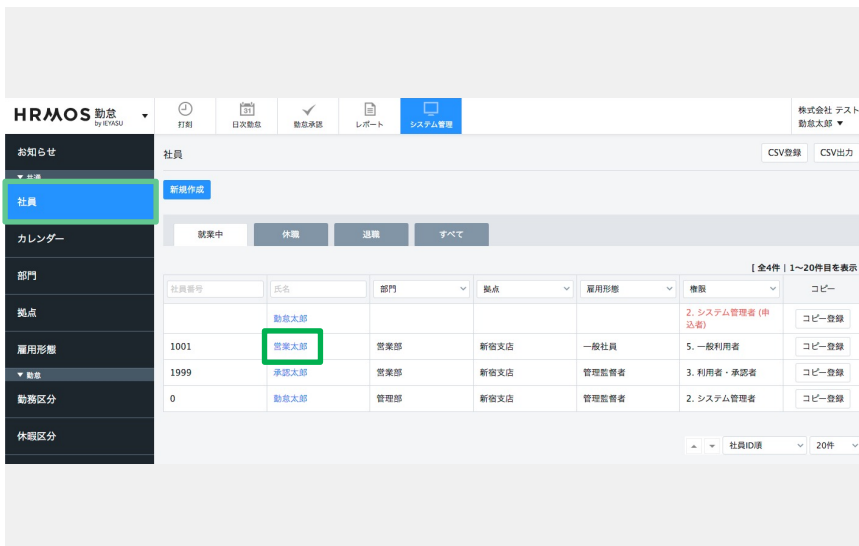 HRMOS 勤怠
by IEYASU
▼
打刻
31
日次勤怠
勤怠承認
レポート
システム管理
株式会社 テスト
勤怠太郎 ▼
お知らせ
▼ 共通
社員
カレンダー
部門
拠点
雇用形態
▼ 勤怠
勤務区分
休暇区分
社員
CSV登録 CSV出力
新規作成
就業中 休職 退職 すべて
[ 全4件 | 1～20件目を表示
社員番号 氏名 部門 拠点 雇用形態 権限 コピー
勤怠太郎 2. システム管理者 (申
込者) コピー登録
1001 営業太郎 営業部 新宿支店 一般社員 5. 一般利用者 コピー登録
1999 承認太郎 営業部 新宿支店 管理監督者 3. 利用者・承認者 コピー登録
0 勤怠太郎 管理部 新宿支店 管理監督者 2. システム管理者 コピー登録
社員ID順 20件